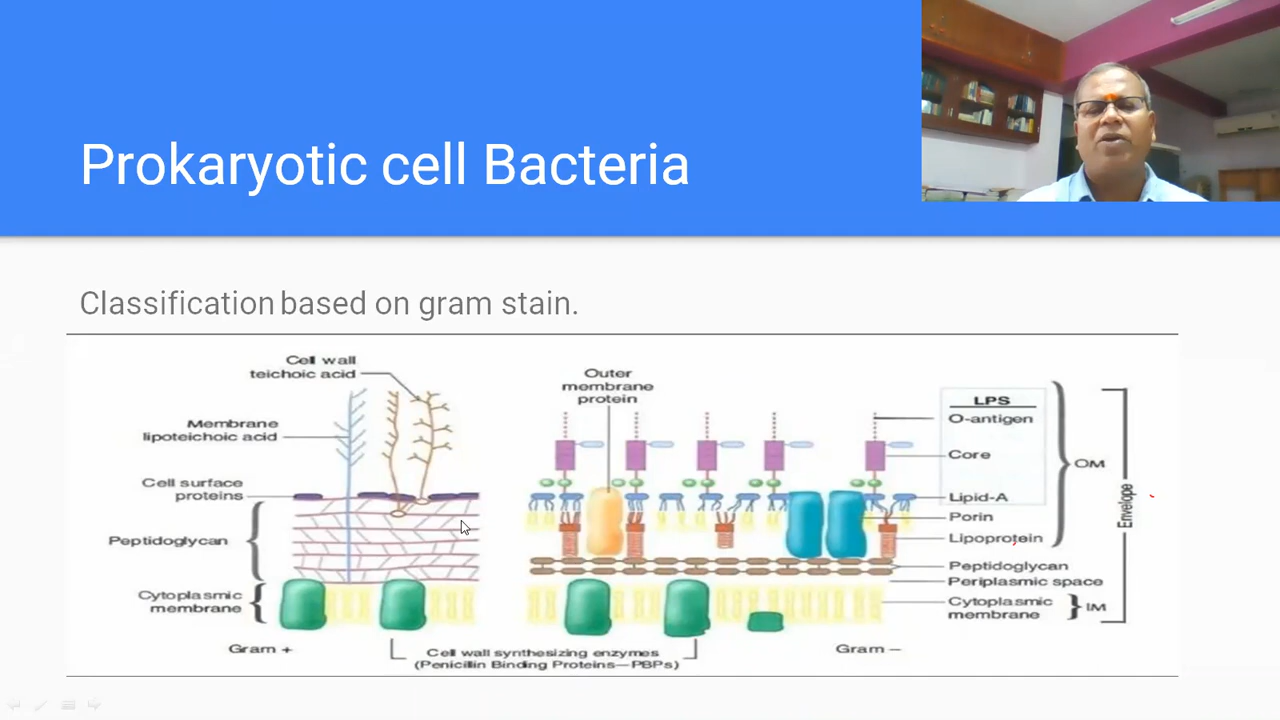 Prokaryotic cell Bacteria
Classification based on gram stain.
Cell wall
teichoic acid
Membrane
lipoteichoic acid
Cell surface
proteins
Peptidoglycan
Cytoplasmic
membrane
Gram +
Cell wall synthesizing enzymes
(Penicillin Binding Proteins—PBPs)
Outer
membrane
protein
LPS
O-antigen
Core
Lipid-A
Porin
Lipoprotein
Peptidoglycan
Periplasmic space
Cytoplasmic
membrane
OM
IM
Envelope
Gram −